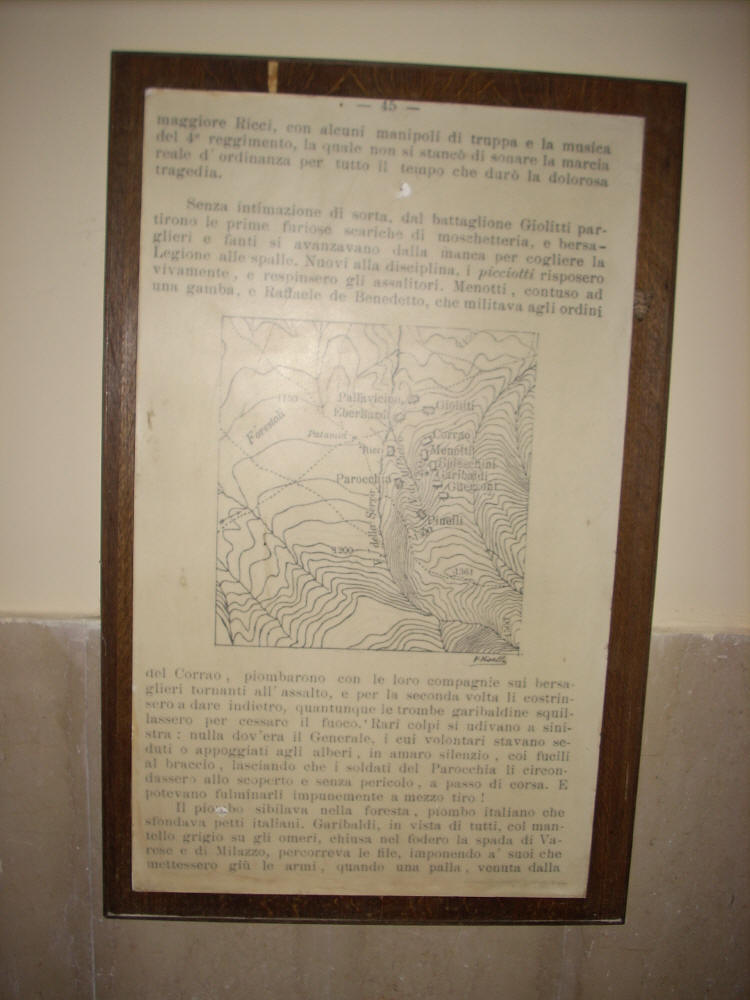 — 45 —
maggiore Ricci, con alcuni manipoli di truppa e la musica
del 4° reggimento, la quale non si stancò di sonare la marcia
reale d'ordinanza per tutto il tempo che durò la dolorosa
tragedia.
Senza intimazione di sorta, dal battaglione Giolitti par-
tirono le prime furiose scariche di moschetteria, e bersa-
glieri e fanti si avanzavano dalla manca per cogliere la
Legione alle spalle. Nuovi alla disciplina, i picciotti risposero
vivamente, e respinsero gli assalitori. Menotti, contuso ad
una gamba, e Raffaele de Benedetto, che militava agli ordini
Pallavicino
Eberhard
Giolitti
Forestali
Corrao
Ricci
Menotti
Garibaldi
Parocchia
Pinelli
1200
1361
del Corrao, piombarono con le loro compagnie sui bersa-
glieri tornanti all'assalto, e per la seconda volta li costrin-
sero a dare indietro, quantunque le trombe garibaldine squil-
lassero per cessare il fuoco. Rari colpi si udivano a sini-
stra: nulla dov'era il Generale, i cui volontari stavano se-
duti o appoggiati agli alberi, in amaro silenzio, coi fucili
al braccio, lasciando che i soldati del Parocchia li circon-
dassero allo scoperto e senza pericolo, a passo di corsa. E
potevano fulminarli impunemente a mezzo tiro!
Il piombo sibilava nella foresta, piombo italiano che
sfondava petti italiani. Garibaldi, in vista di tutti, col man-
tello grigio su gli omeri, chiusa nel fodero la spada di Va-
rese e di Milazzo, percorreva le file, imponendo a' suoi che
mettessero giù le armi, quando una palla, venuta dalla